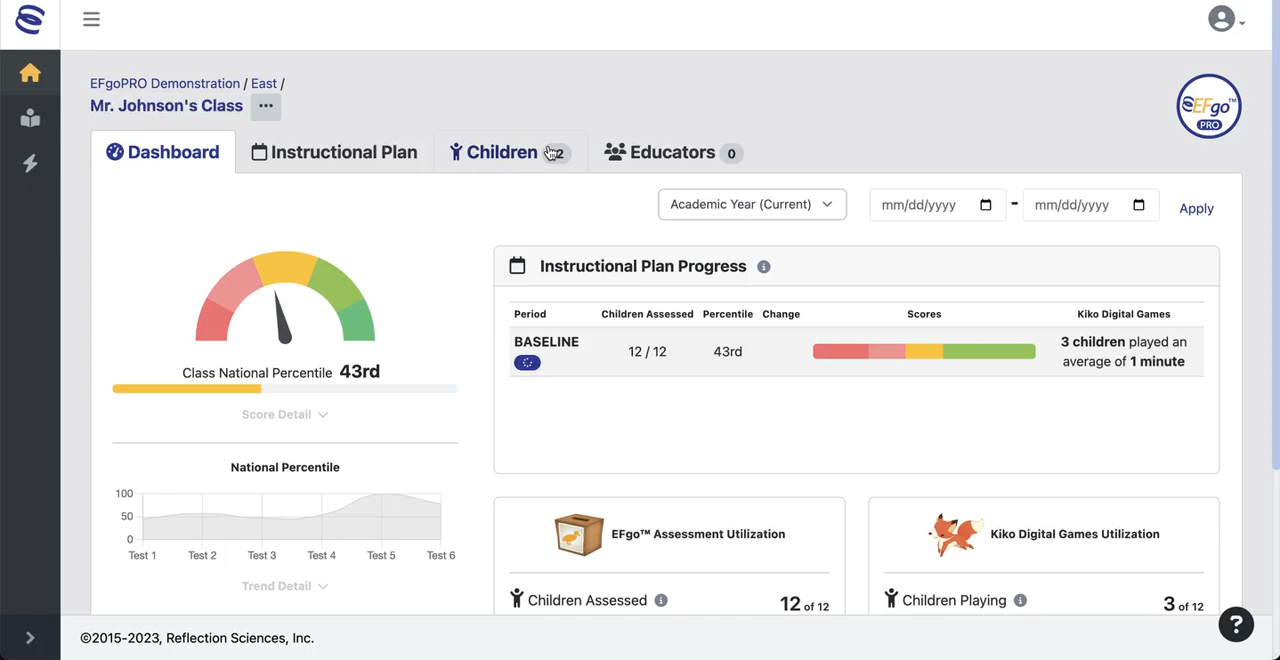 EFgoPRO Demonstration / East /
Mr. Johnson's Class ...
EFgo™
PRO
Dashboard
Instructional Plan
Children
Educators 0
Academic Year (Current)
mm/dd/yyyy - mm/dd/yyyy
Apply
Class National Percentile 43rd
Score Detail
National Percentile
100
50
0
Test 1 Test 2 Test 3 Test 4 Test 5 Test 6
Trend Detail
Instructional Plan Progress
Period Children Assessed Percentile Change Scores Kiko Digital Games
BASELINE 12 / 12 43rd 3 children played an
average of 1 minute
EFgo™ Assessment Utilization
Children Assessed 12 of 12
Kiko Digital Games Utilization
Children Playing 3 of 12
©2015-2023, Reflection Sciences, Inc.
?